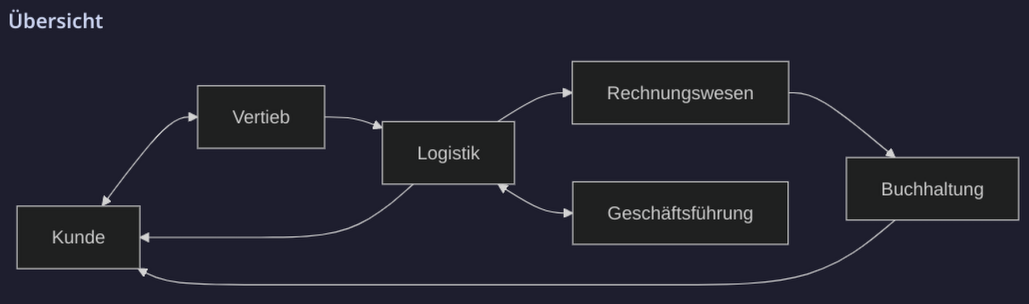 Übersicht
Rechnungswesen
Vertieb
Logistik
Buchhaltung
Geschäftsführung
Kunde